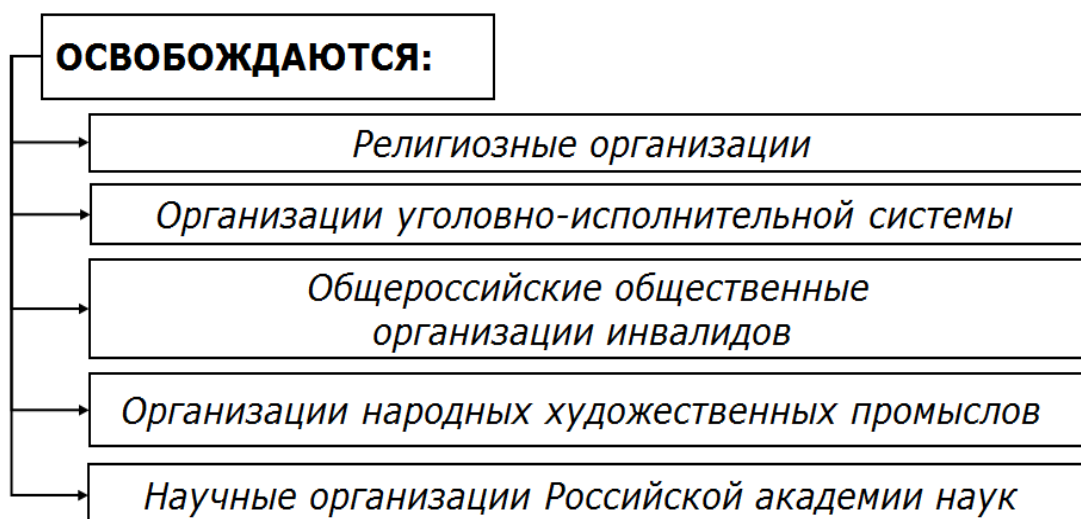 ОСВОБОЖДАЮТСЯ:
Религиозные организации
Организации уголовно-исполнительной системы
Общероссийские общественные
организации инвалидов
Организации народных художественных промыслов
Научные организации Российской академии наук